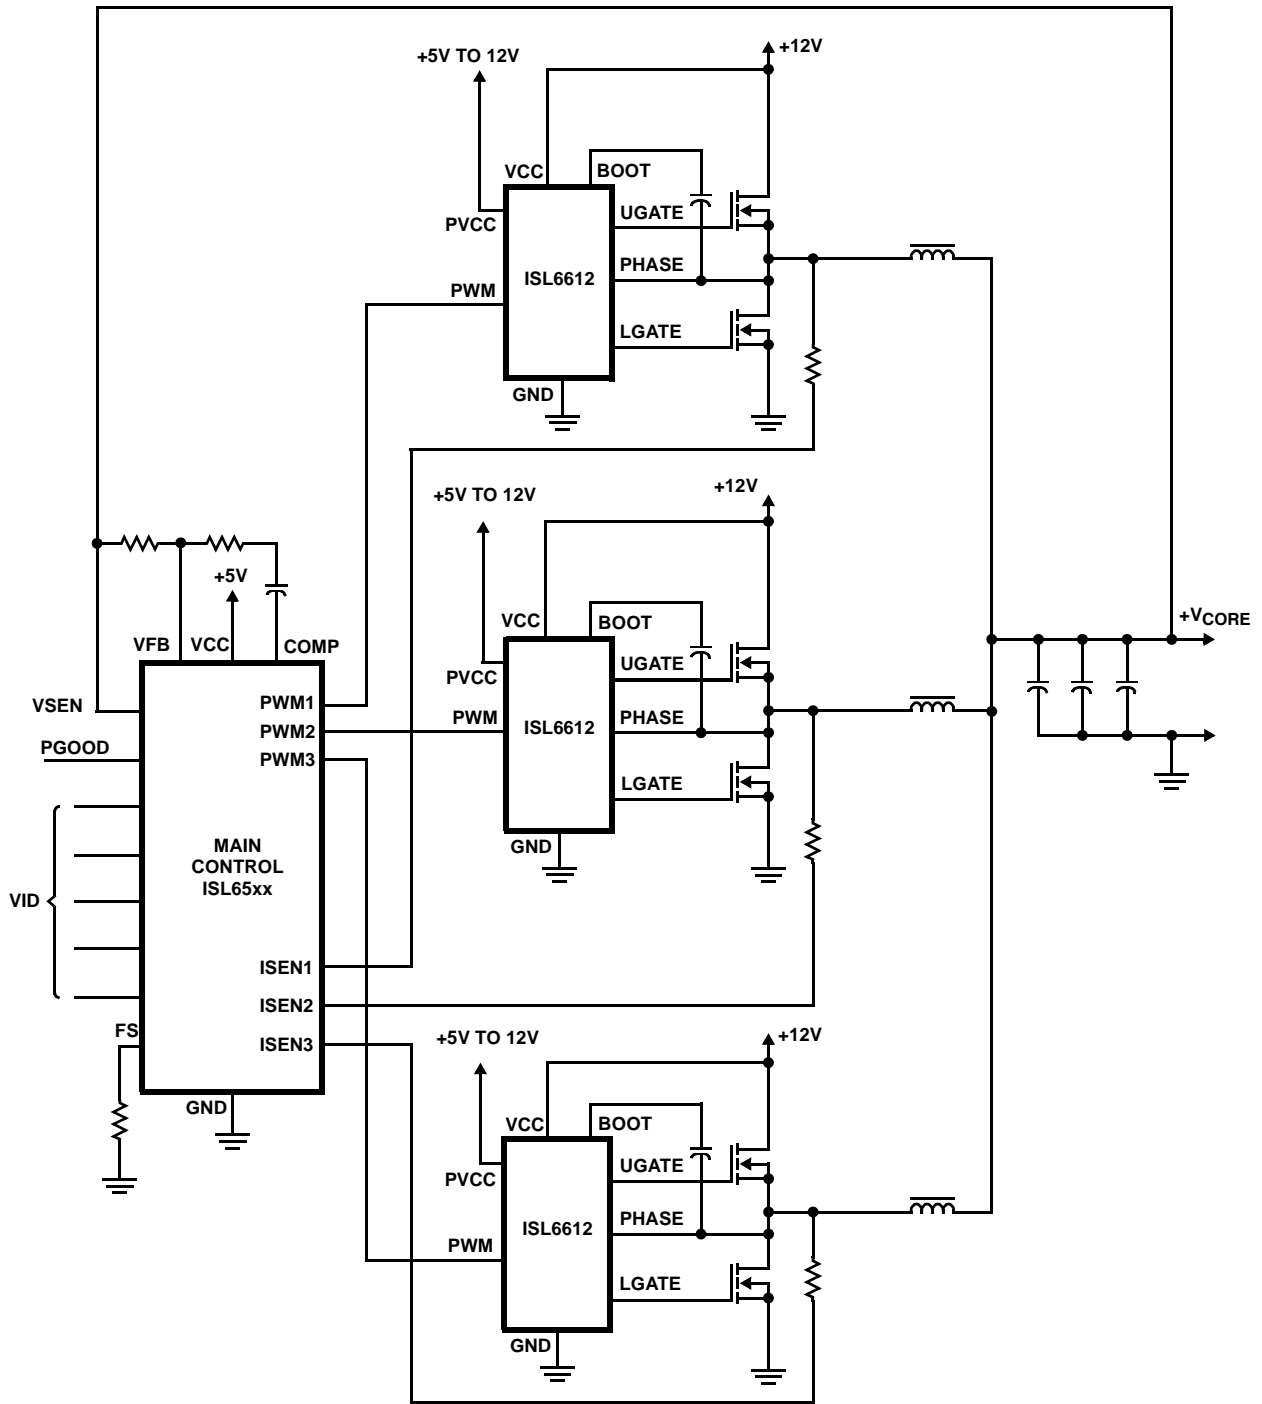 +12V
+5V TO 12V
VCC
BOOT
UGATE
PVCC
PHASE
ISL6612
PWM
LGATE
GND
+5V TO 12V
+12V
+5V
VCC
BOOT
+VCORE
VFB
VCC
COMP
UGATE
PVCC
VSEN
PWM1
PWM
PHASE
ISL6612
PWM2
PGOOD
PWM3
LGATE
MAIN
CONTROL
ISL65xx
GND
VID
ISEN1
ISEN2
FS
ISEN3
+5V TO 12V
+12V
GND
VCC
BOOT
UGATE
PVCC
PHASE
ISL6612
PWM
LGATE
GND